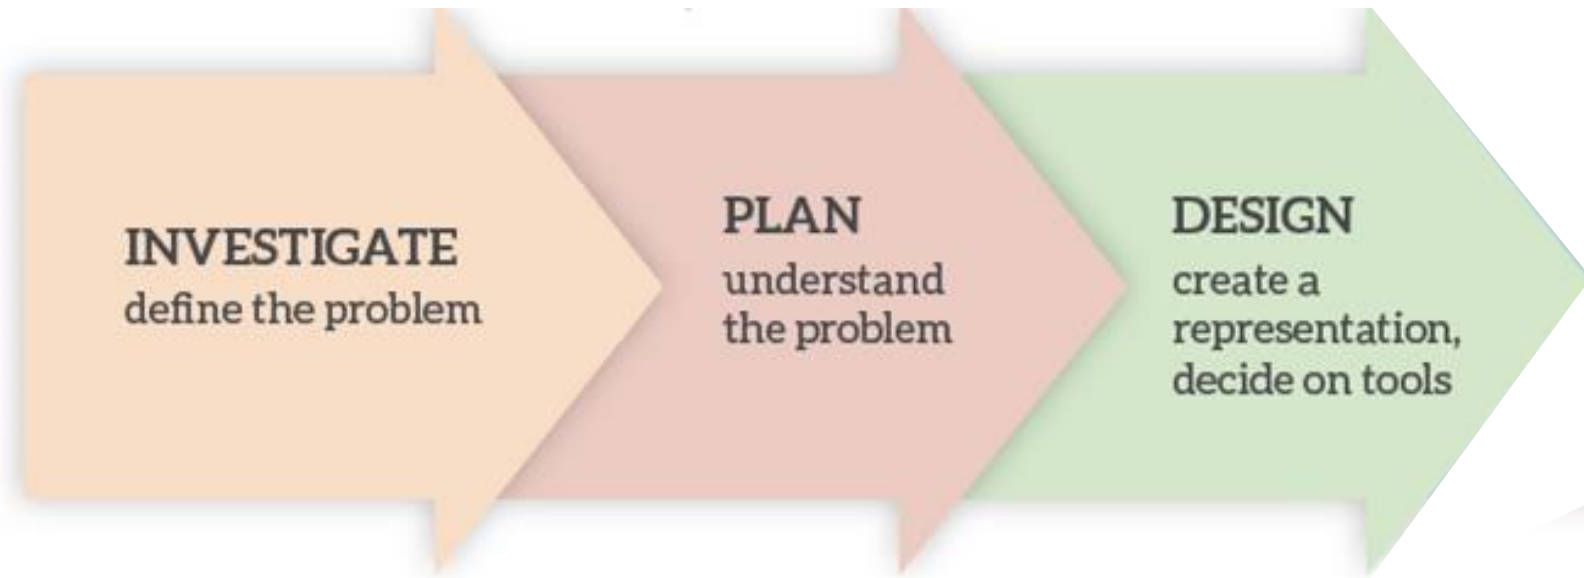 INVESTIGATE
define the problem
PLAN
understand
the problem
DESIGN
create a
representation,
decide on tools